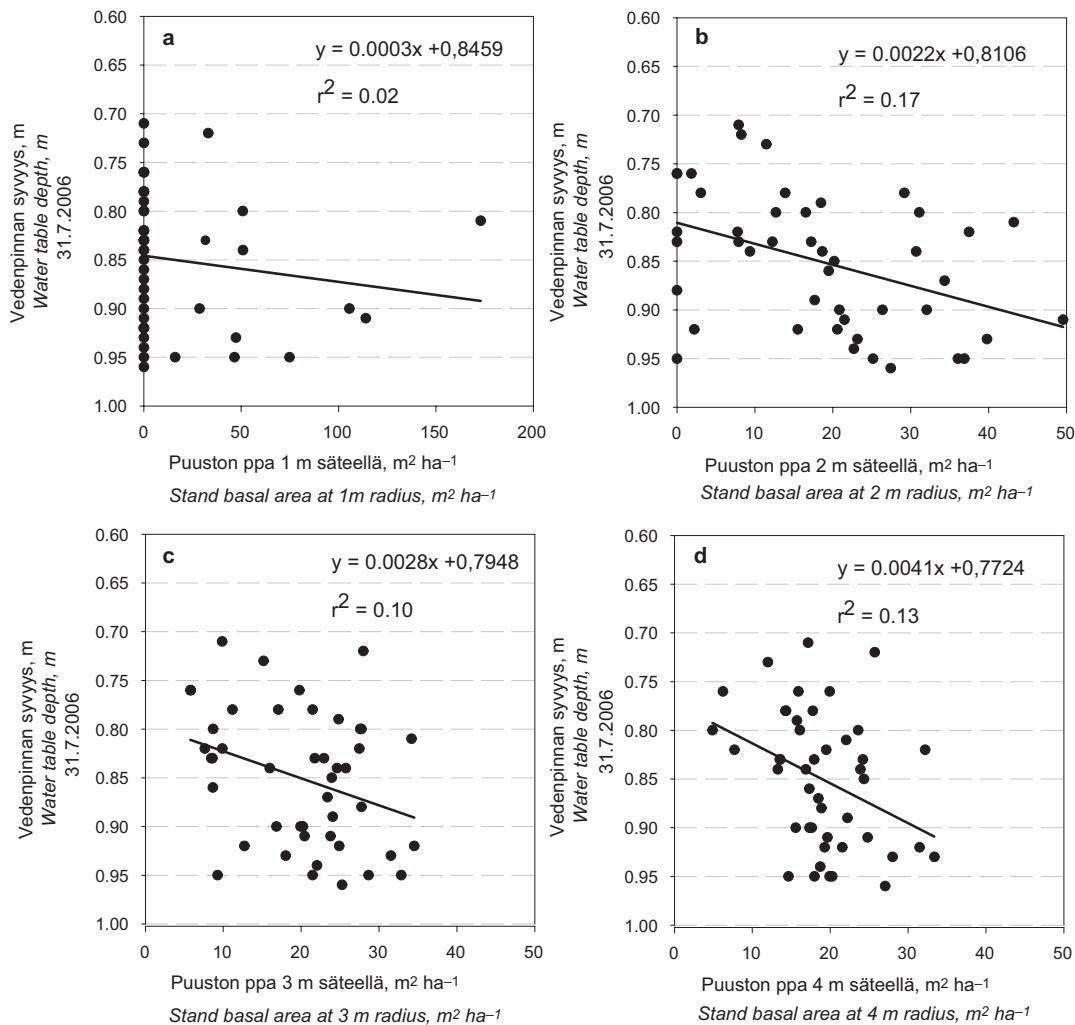 a
y = 0.0003x +0,8459
r² = 0.02
0.60
0.65
0.70
0.75
0.80
0.85
0.90
0.95
1.00
Vedenpinnan syvyys, m
Water table depth, m
31.7.2006
0
50
100
150
200
Puuston ppa 1 m säteellä, m² ha⁻¹
Stand basal area at 1m radius, m² ha⁻¹
b
y = 0.0022x +0,8106
r² = 0.17
0.60
0.65
0.70
0.75
0.80
0.85
0.90
0.95
1.00
Vedenpinnan syvyys, m
Water table depth, m
31.7.2006
0
10
20
30
40
50
Puuston ppa 2 m säteellä, m² ha⁻¹
Stand basal area at 2 m radius, m² ha⁻¹
c
y = 0.0028x +0,7948
r² = 0.10
0.60
0.65
0.70
0.75
0.80
0.85
0.90
0.95
1.00
Vedenpinnan syvyys, m
Water table depth, m
31.7.2006
0
10
20
30
40
50
Puuston ppa 3 m säteellä, m² ha⁻¹
Stand basal area at 3 m radius, m² ha⁻¹
d
y = 0.0041x +0,7724
r² = 0.13
0.60
0.65
0.70
0.75
0.80
0.85
0.90
0.95
1.00
Vedenpinnan syvyys, m
Water table depth, m
31.7.2006
0
10
20
30
40
50
Puuston ppa 4 m säteellä, m² ha⁻¹
Stand basal area at 4 m radius, m² ha⁻¹